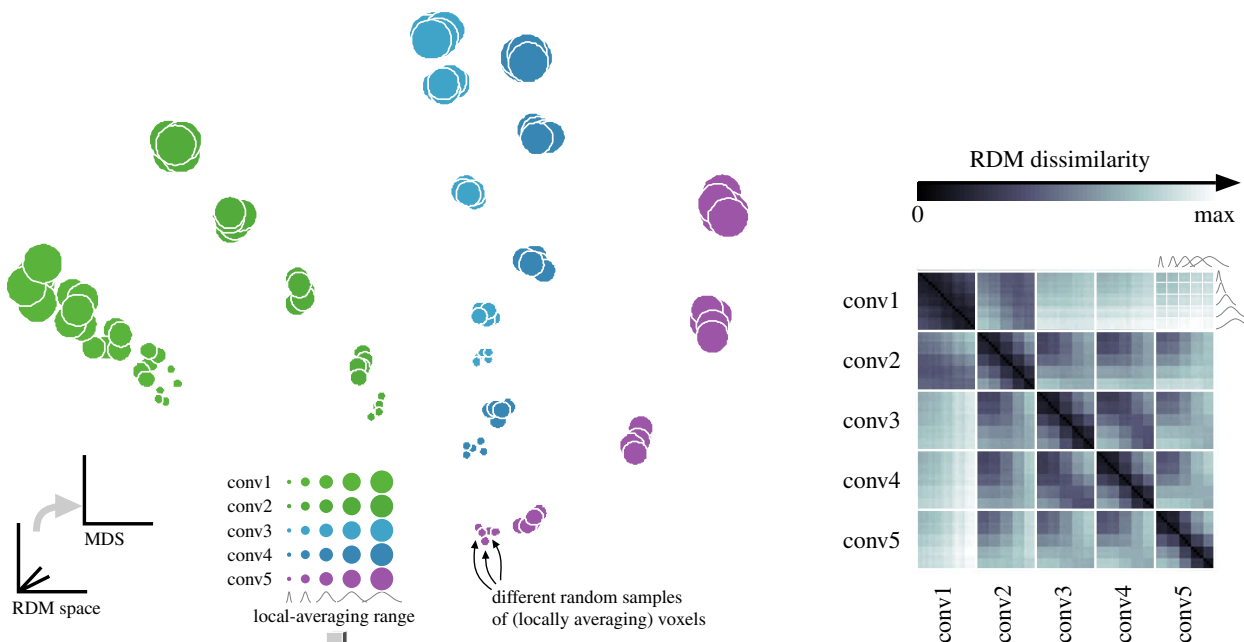 conv1
conv2
conv3
conv4
conv5
local-averaging range
MDS
RDM space
different random samples
of (locally averaging) voxels
RDM dissimilarity
0 max
conv1
conv2
conv3
conv4
conv5
conv1 conv2 conv3 conv4 conv5